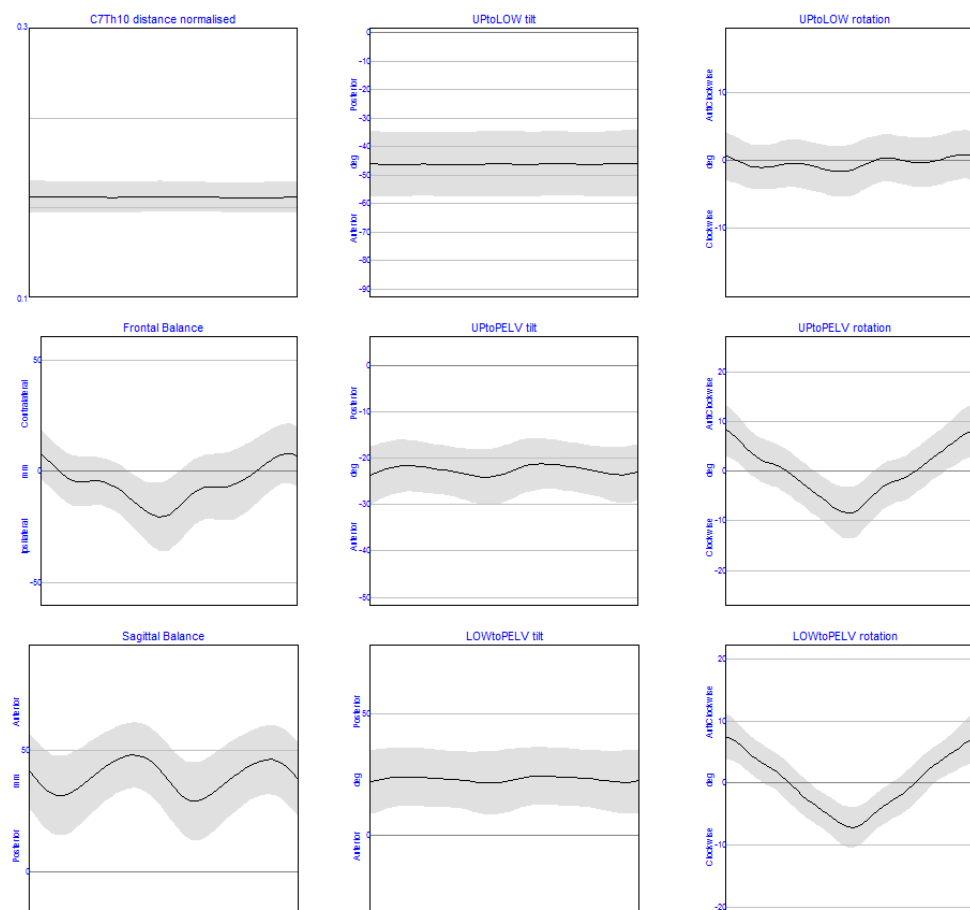 C7Th10 distance normalised
0.3
0.1
UPtoLOW tilt
0
-10
-20
-30
-40
-50
-60
-70
-80
-90
Posterior
deg
Anterior
UPtoLOW rotation
10
0
-10
AntiClockwise
deg
Clockwise
Frontal Balance
50
0
-50
Contralateral
mm
Ipsilateral
UPtoPELV tilt
0
-10
-20
-30
-40
-50
Posterior
deg
Anterior
UPtoPELV rotation
20
10
0
-10
-20
AntiClockwise
deg
Clockwise
Sagittal Balance
50
0
Anterior
mm
Posterior
LOWtoPELV tilt
50
0
Posterior
deg
Anterior
LOWtoPELV rotation
20
10
0
-10
-20
AntiClockwise
deg
Clockwise